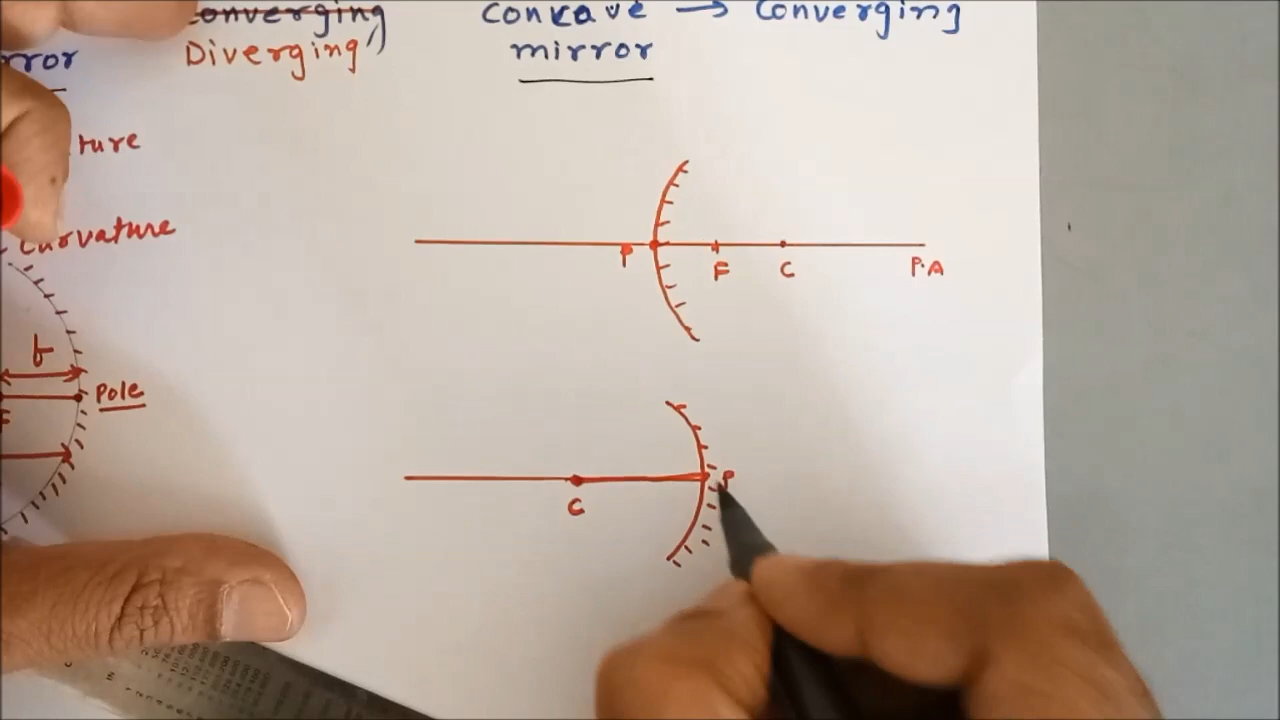 converging
Concave → Converging
Diverging
mirror
rror
ture
curvature
P F C P.A
f
Pole
F
C P